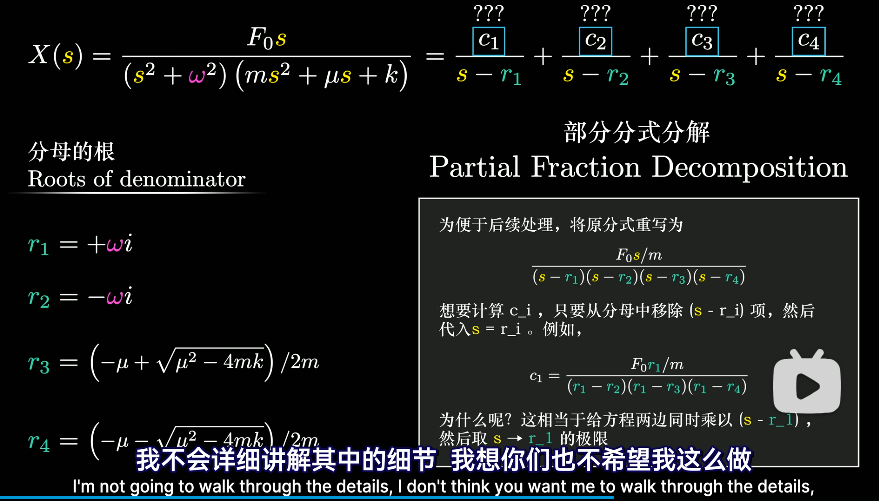 ??? ??? ??? ???
X(s) = F₀s / (s² + ω²)(ms² + μs + k) = c₁/(s − r₁) + c₂/(s − r₂) + c₃/(s − r₃) + c₄/(s − r₄)
分母的根
Roots of denominator
r₁ = +ωi
r₂ = −ωi
r₃ = (−μ + √(μ² − 4mk))/2m
r₄ = (−μ − √(μ² − 4mk))/2m
部分分式分解
Partial Fraction Decomposition
为便于后续处理，将原分式重写为
F₀s/m / (s − r₁)(s − r₂)(s − r₃)(s − r₄)
想要计算 c_i ，只要从分母中移除 (s - r_i) 项，然后
代入s = r_i 。例如，
c₁ = F₀r₁/m / (r₁ − r₂)(r₁ − r₃)(r₁ − r₄)
为什么呢？这相当于给方程两边同时乘以 (s - r_1) ，
然后取 s → r_1 的极限
我不会详细讲解其中的细节 我想你们也不希望我这么做
I'm not going to walk through the details, I don't think you want me to walk through the details,